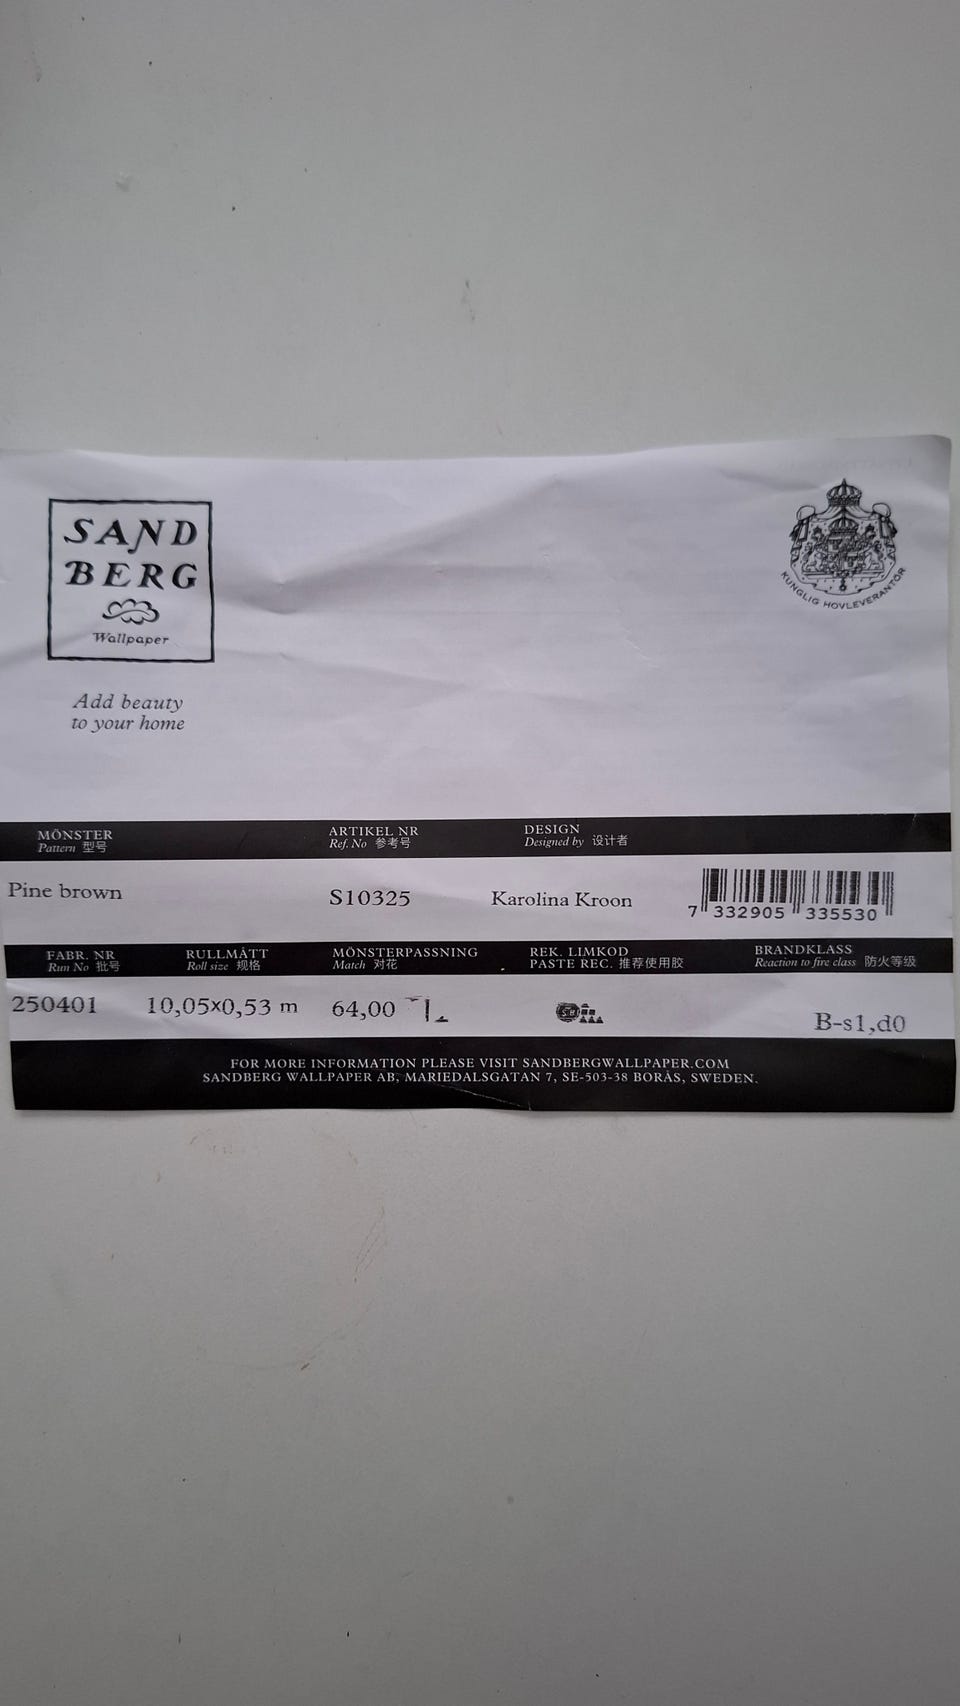 SAND
BERG
Wallpaper
Add beauty
to your home
KUNGLIG HOVLEVERANTÖR
MÖNSTER ARTIKEL NR DESIGN
Pattern 型号 Ref. No 参考号 Designed by 设计者
Pine brown S10325 Karolina Kroon
7 332905 335530
FABR. NR RULLMÅTT MÖNSTERPASSNING REK. LIMKOD BRANDKLASS
Run No 批号 Roll size 规格 Match 对花 PASTE REC. 推荐使用胶 Reaction to fire class 防火等级
250401 10,05x0,53 m 64,00 B-s1,d0
FOR MORE INFORMATION PLEASE VISIT SANDBERGWALLPAPER.COM
SANDBERG WALLPAPER AB, MARIEDALSGATAN 7, SE-503-38 BORÅS, SWEDEN.